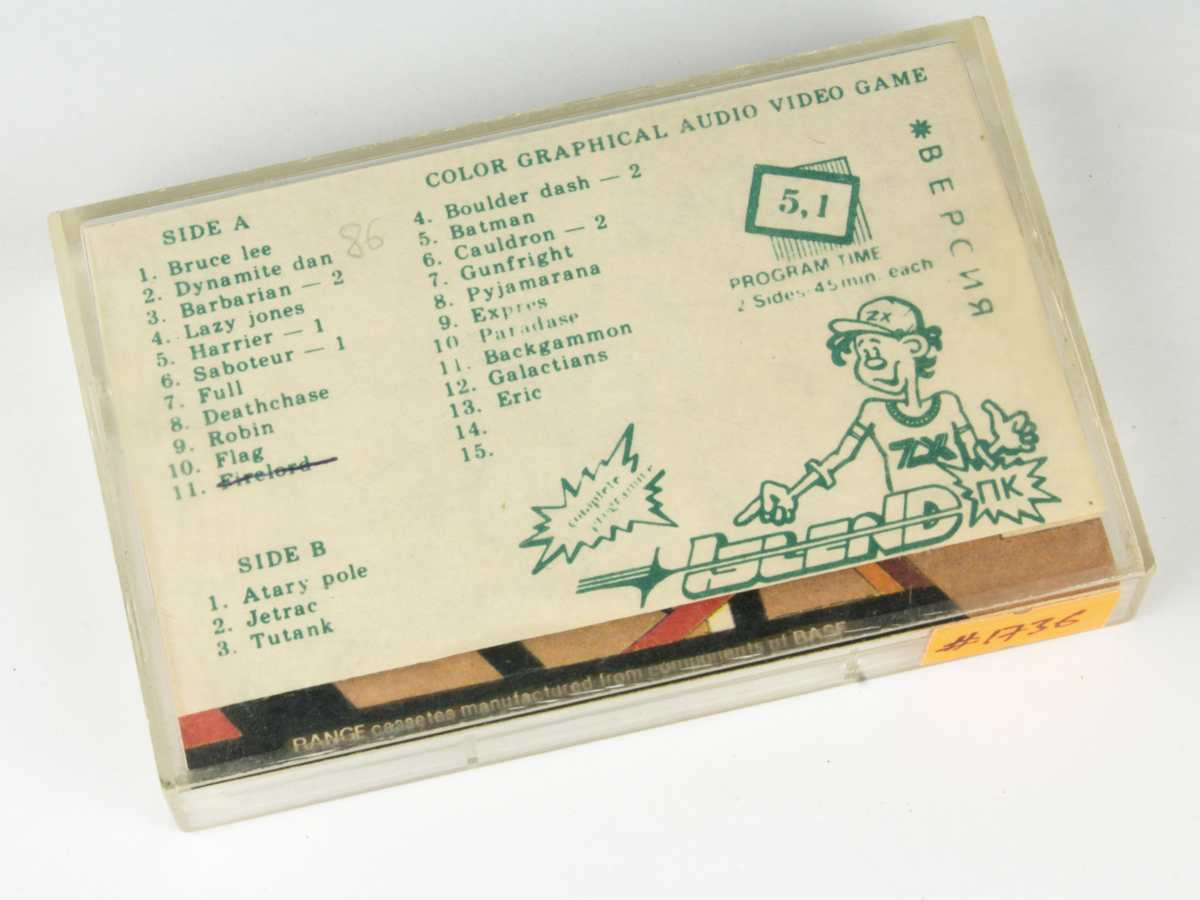 COLOR GRAPHICAL AUDIO VIDEO GAME
SIDE A
86
1. Bruce lee
2. Dynamite dan
3. Barbarian — 2
4. Lazy jones
5. Harrier — 1
6. Saboteur — 1
7. Full
8. Deathchase
9. Robin
10. Flag
11. Firelord
SIDE B
1. Atary pole
2. Jetrac
3. Tutank
4. Boulder dash — 2
5. Batman
6. Cauldron — 2
7. Gunfright
8. Pyjamarana
9. Expres
10. Paradase
11. Backgammon
12. Galactians
13. Eric
14.
15.
5,1
PROGRAM TIME
2 Sides-45 min. each
*ВЕРСИЯ
ZX
ZX
complete
programme
ПК
RANGE cassetes manufactured from components of BASF
#1736